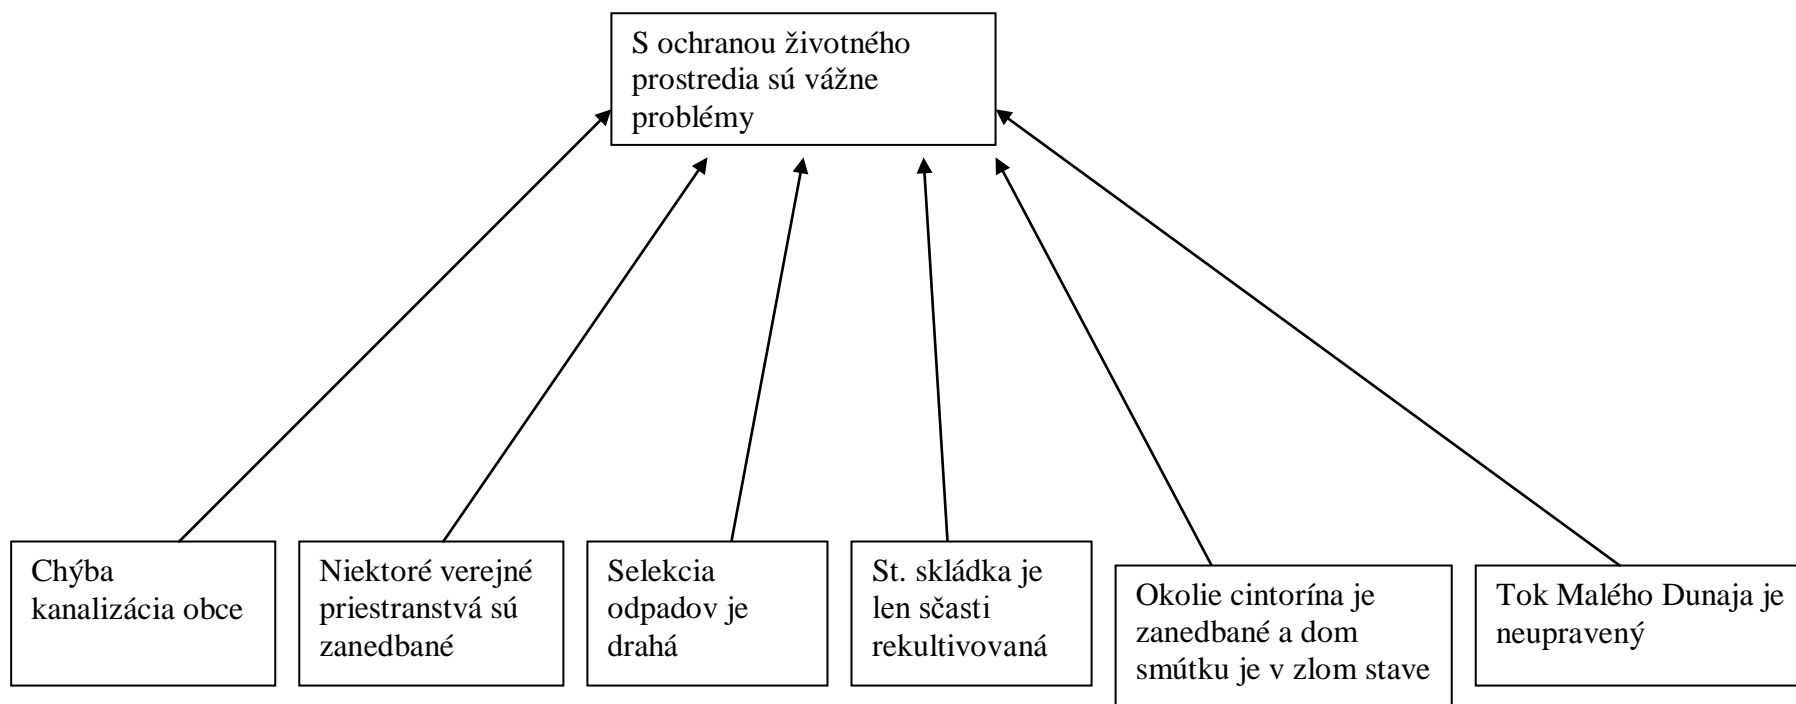 S ochranou životného
prostredia sú vážne
problémy
Chýba
kanalizácia obce
Niektoré verejné
priestranstvá sú
zanedbané
Selekcia
odpadov je
drahá
St. skládka je
len sčasti
rekultivovaná
Okolie cintorína je
zanedbané a dom
smútku je v zlom stave
Tok Malého Dunaja je
neupravený